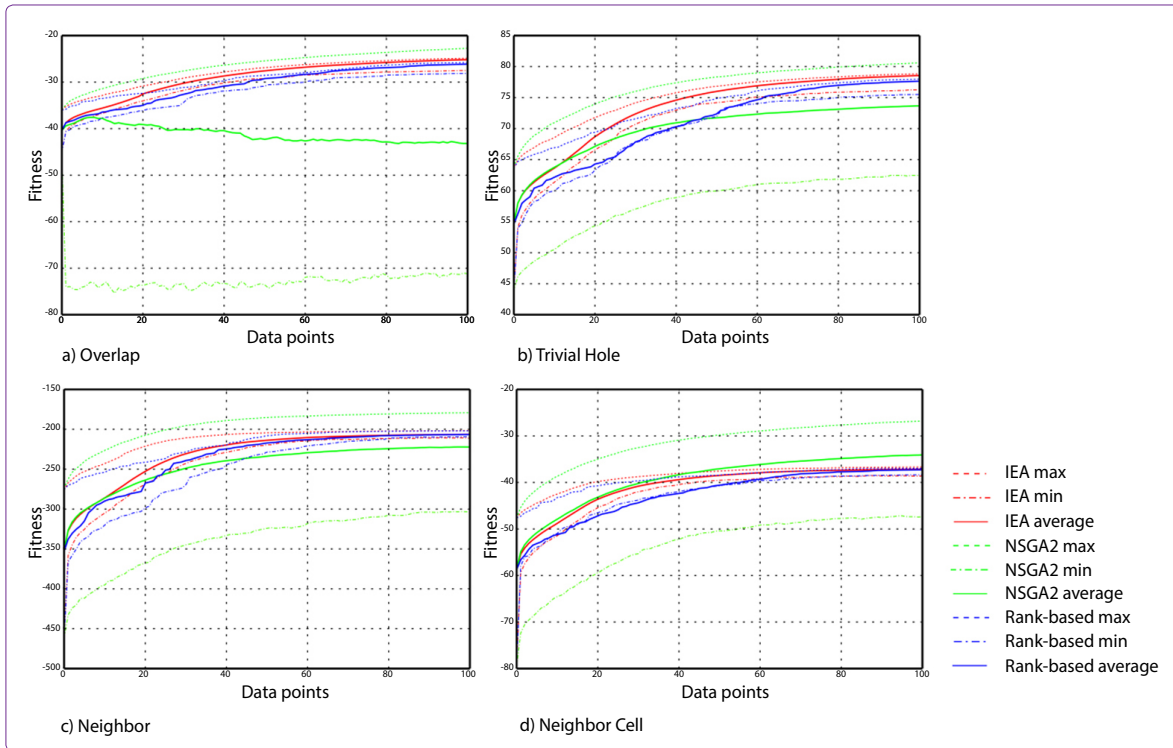 -20
-30
-40
-50
-60
-70
-80
0
20
40
60
80
100
Fitness
Data points
a) Overlap
85
80
75
70
65
60
55
50
45
40
0
20
40
60
80
100
Fitness
Data points
b) Trivial Hole
-150
-200
-250
-300
-350
-400
-450
-500
0
20
40
60
80
100
Fitness
Data points
c) Neighbor
-20
-30
-40
-50
-60
-70
-80
0
20
40
60
80
100
Fitness
Data points
d) Neighbor Cell
IEA max
IEA min
IEA average
NSGA2 max
NSGA2 min
NSGA2 average
Rank-based max
Rank-based min
Rank-based average